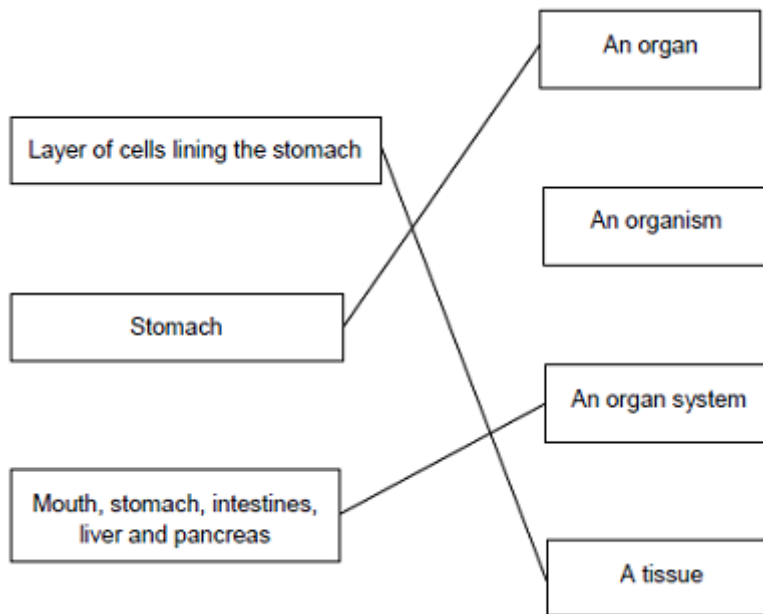 An organ
Layer of cells lining the stomach
An organism
Stomach
An organ system
Mouth, stomach, intestines,
liver and pancreas
A tissue